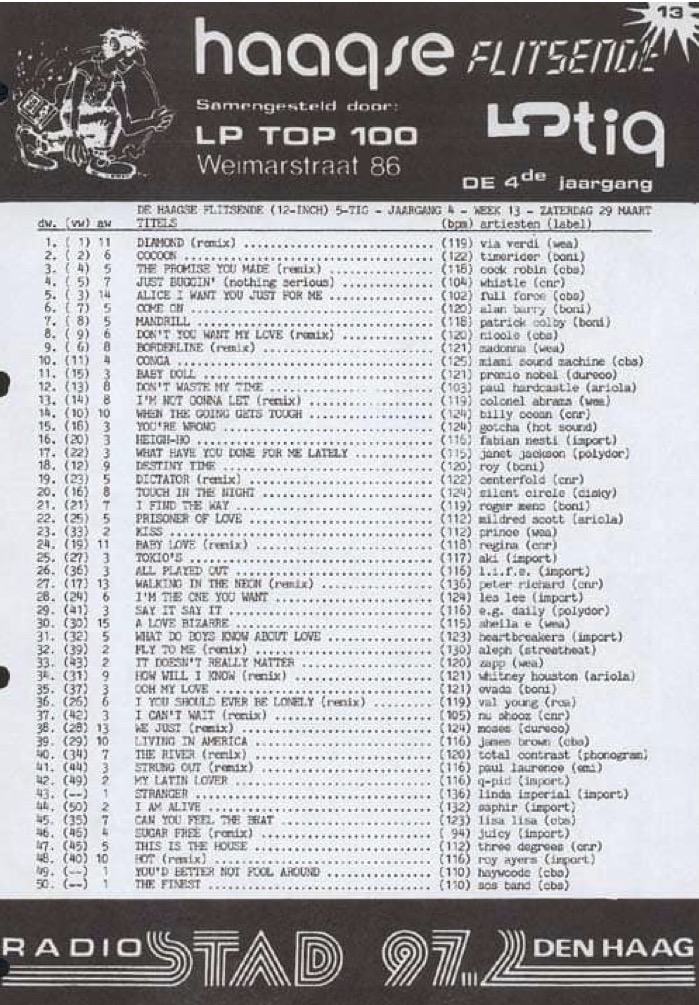 13
haagse FLITSENDE
Samengesteld door:
LP TOP 100
Weimarstraat 86
5tig
DE 4de jaargang
DE HAAGSE FLITSENDE (12-INCH) 5-TIG - JAARGANG 4 - WEEK 13 - ZATERDAG 29 MAART
dw. (vw) aw TITELS (bpm) artiesten (label)
1. ( 1) 11 DIAMOND (remix) .......... (119) via verdi (wea)
2. ( 2) 6 COCOON .......... (122) timerider (boni)
3. ( 4) 5 THE PROMISE YOU MADE (remix) .......... (118) cock robin (cbs)
4. ( 5) 7 JUST BUGGIN' (nothing serious) .......... (104) whistle (cnr)
5. ( 3) 14 ALICE I WANT YOU JUST FOR ME .......... (102) full force (cbs)
6. ( 7) 5 COME ON .......... (120) alan barry (boni)
7. ( 8) 5 MANDRILL .......... (118) patrick colby (boni)
8. ( 9) 6 DON'T YOU WANT MY LOVE (remix) .......... (120) nicole (cbs)
9. ( 6) 8 BORDERLINE (remix) .......... (121) madonna (wea)
10. (11) 4 CONGA .......... (125) miami sound machine (cbs)
11. (15) 3 BABY DOLL .......... (121) premio nobel (dureco)
12. (13) 8 DON'T WASTE MY TIME .......... (103) paul hardcastle (ariola)
13. (14) 8 I'M NOT GONNA LET (remix) .......... (119) colonel abrams (wea)
14. (10) 10 WHEN THE GOING GETS TOUGH .......... (124) billy ocean (cnr)
15. (18) 3 YOU'RE WRONG .......... (124) gotcha (hot sound)
16. (20) 3 HEIGH-HO .......... (116) fabian nesti (import)
17. (22) 3 WHAT HAVE YOU DONE FOR ME LATELY .......... (115) janet jackson (polydor)
18. (12) 9 DESTINY TIME .......... (120) roy (boni)
19. (23) 5 DICTATOR (remix) .......... (122) centerfold (cnr)
20. (16) 8 TOUCH IN THE NIGHT .......... (124) silent circle (disky)
21. (21) 7 I FIND THE WAY .......... (119) roger meno (boni)
22. (25) 5 PRISONER OF LOVE .......... (112) mildred scott (ariola)
23. (33) 2 KISS .......... (112) prince (wea)
24. (19) 11 BABY LOVE (remix) .......... (118) regina (cnr)
25. (27) 3 TOKIO'S .......... (117) aki (import)
26. (36) 3 ALL PLAYED OUT .......... (116) l.i.f.e. (import)
27. (17) 13 WALKING IN THE NEON (remix) .......... (136) peter richard (cnr)
28. (24) 6 I'M THE ONE YOU WANT .......... (124) les lee (import)
29. (41) 3 SAY IT SAY IT .......... (116) e.g. daily (polydor)
30. (30) 15 A LOVE BIZARRE .......... (115) sheila e (wea)
31. (32) 5 WHAT DO BOYS KNOW ABOUT LOVE .......... (123) heartbreakers (import)
32. (39) 2 FLY TO ME (remix) .......... (130) aleph (streetheat)
33. (43) 2 IT DOESN'T REALLY MATTER .......... (120) zapp (wea)
34. (31) 9 HOW WILL I KNOW (remix) .......... (121) whitney houston (ariola)
35. (37) 3 OOH MY LOVE .......... (121) evada (boni)
36. (26) 6 I YOU SHOULD EVER BE LONELY (remix) .......... (119) val young (rca)
37. (42) 3 I CAN'T WAIT (remix) .......... (105) nu shooz (cnr)
38. (28) 13 WE JUST (remix) .......... (124) moses (dureco)
39. (29) 10 LIVING IN AMERICA .......... (116) james brown (cbs)
40. (34) 7 THE RIVER (remix) .......... (120) total contrast (phonogram)
41. (44) 3 STRUNG OUT (remix) .......... (116) paul laurence (emi)
42. (49) 2 MY LATIN LOVER .......... (116) q-pid (import)
43. (--) 1 STRANGER .......... (136) linda imperial (import)
44. (50) 2 I AM ALIVE .......... (132) saphir (import)
45. (35) 7 CAN YOU FEEL THE BEAT .......... (123) lisa lisa (cbs)
46. (46) 4 SUGAR FREE (remix) .......... ( 94) juicy (import)
47. (45) 5 THIS IS THE HOUSE .......... (112) three degrees (cnr)
48. (40) 10 HOT (remix) .......... (116) roy ayers (import)
49. (--) 1 YOU'D BETTER NOT FOOL AROUND .......... (110) haywoode (cbs)
50. (--) 1 THE FINEST .......... (110) sos band (cbs)
RADIO STAD 97.2 DEN HAAG